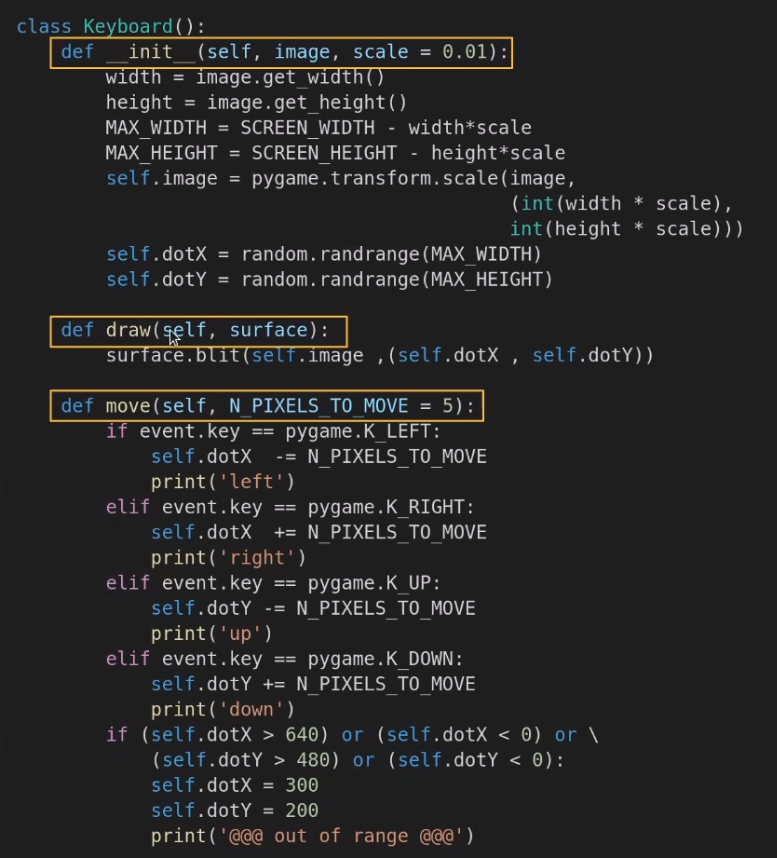 class Keyboard():
    def __init__(self, image, scale = 0.01):
        width = image.get_width()
        height = image.get_height()
        MAX_WIDTH = SCREEN_WIDTH - width*scale
        MAX_HEIGHT = SCREEN_HEIGHT - height*scale
        self.image = pygame.transform.scale(image,
                                            (int(width * scale),
                                            int(height * scale)))
        self.dotX = random.randrange(MAX_WIDTH)
        self.dotY = random.randrange(MAX_HEIGHT)
    def draw(self, surface):
        surface.blit(self.image ,(self.dotX , self.dotY))
    def move(self, N_PIXELS_TO_MOVE = 5):
        if event.key == pygame.K_LEFT:
            self.dotX  -= N_PIXELS_TO_MOVE
            print('left')
        elif event.key == pygame.K_RIGHT:
            self.dotX  += N_PIXELS_TO_MOVE
            print('right')
        elif event.key == pygame.K_UP:
            self.dotY -= N_PIXELS_TO_MOVE
            print('up')
        elif event.key == pygame.K_DOWN:
            self.dotY += N_PIXELS_TO_MOVE
            print('down')
        if (self.dotX > 640) or (self.dotX < 0) or \
            (self.dotY > 480) or (self.dotY < 0):
            self.dotX = 300
            self.dotY = 200
            print('@@@ out of range @@@')